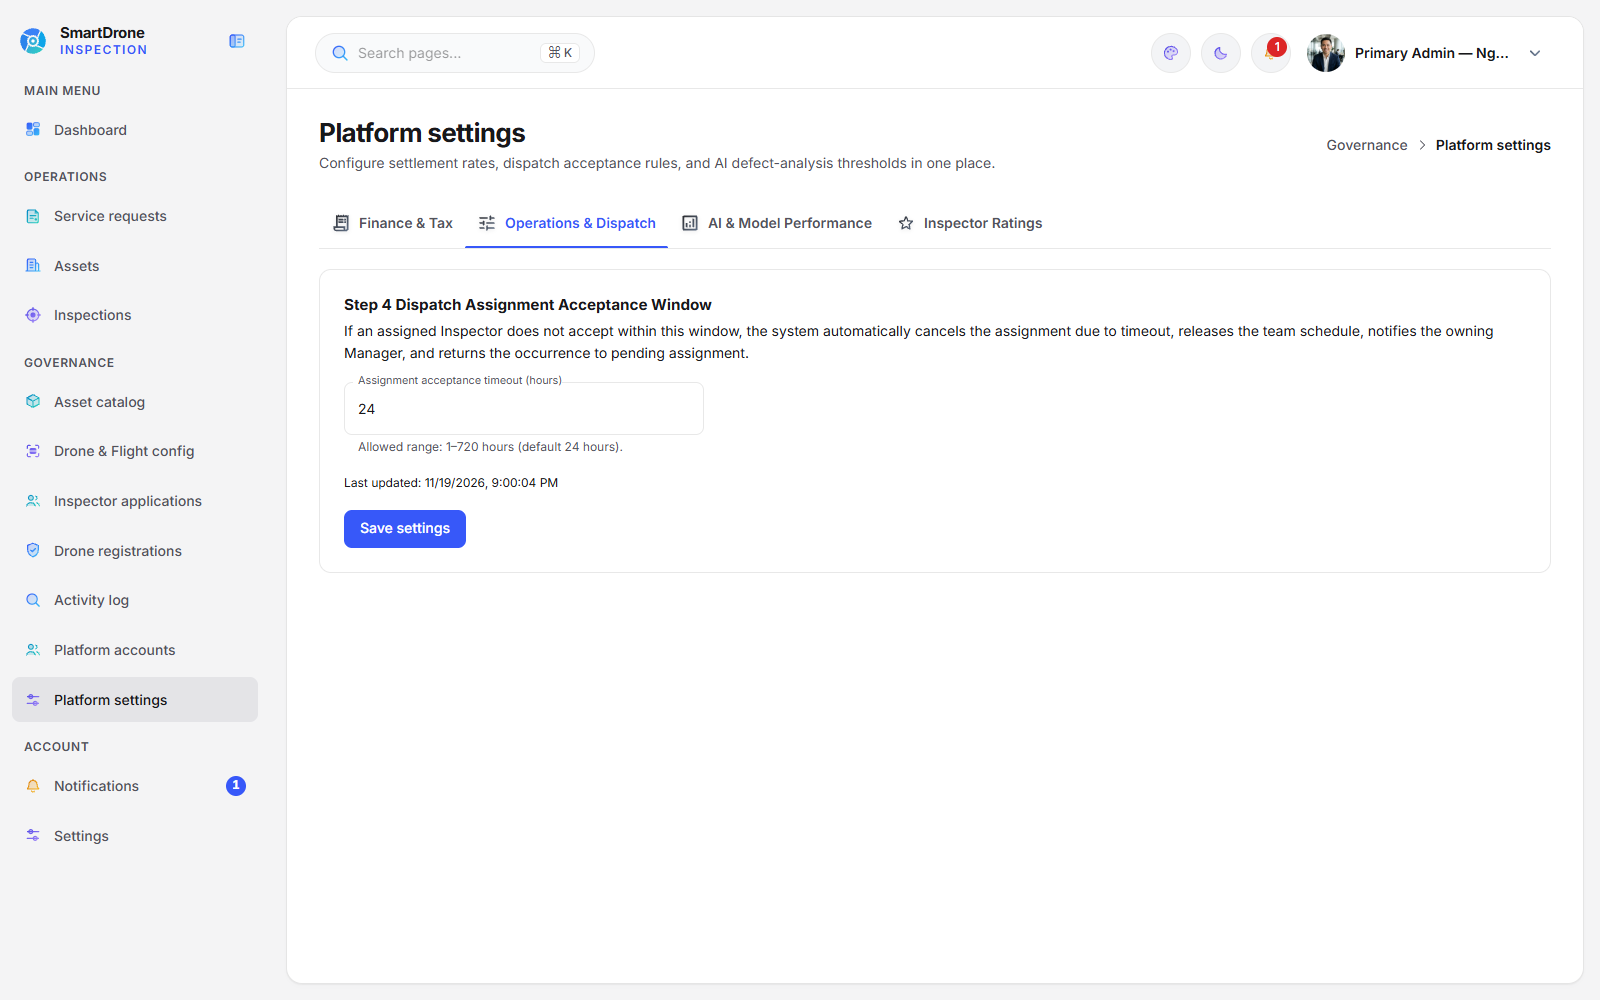 SmartDrone
INSPECTION
MAIN MENU
Dashboard
OPERATIONS
Service requests
Assets
Inspections
GOVERNANCE
Asset catalog
Drone & Flight config
Inspector applications
Drone registrations
Activity log
Platform accounts
Platform settings
ACCOUNT
Notifications 1
Settings
Search pages... ⌘ K
1
Primary Admin — Ng...
Platform settings
Configure settlement rates, dispatch acceptance rules, and AI defect-analysis thresholds in one place.
Governance > Platform settings
Finance & Tax Operations & Dispatch AI & Model Performance Inspector Ratings
Step 4 Dispatch Assignment Acceptance Window
If an assigned Inspector does not accept within this window, the system automatically cancels the assignment due to timeout, releases the team schedule, notifies the owning
Manager, and returns the occurrence to pending assignment.
Assignment acceptance timeout (hours)
24
Allowed range: 1–720 hours (default 24 hours).
Last updated: 11/19/2026, 9:00:04 PM
Save settings